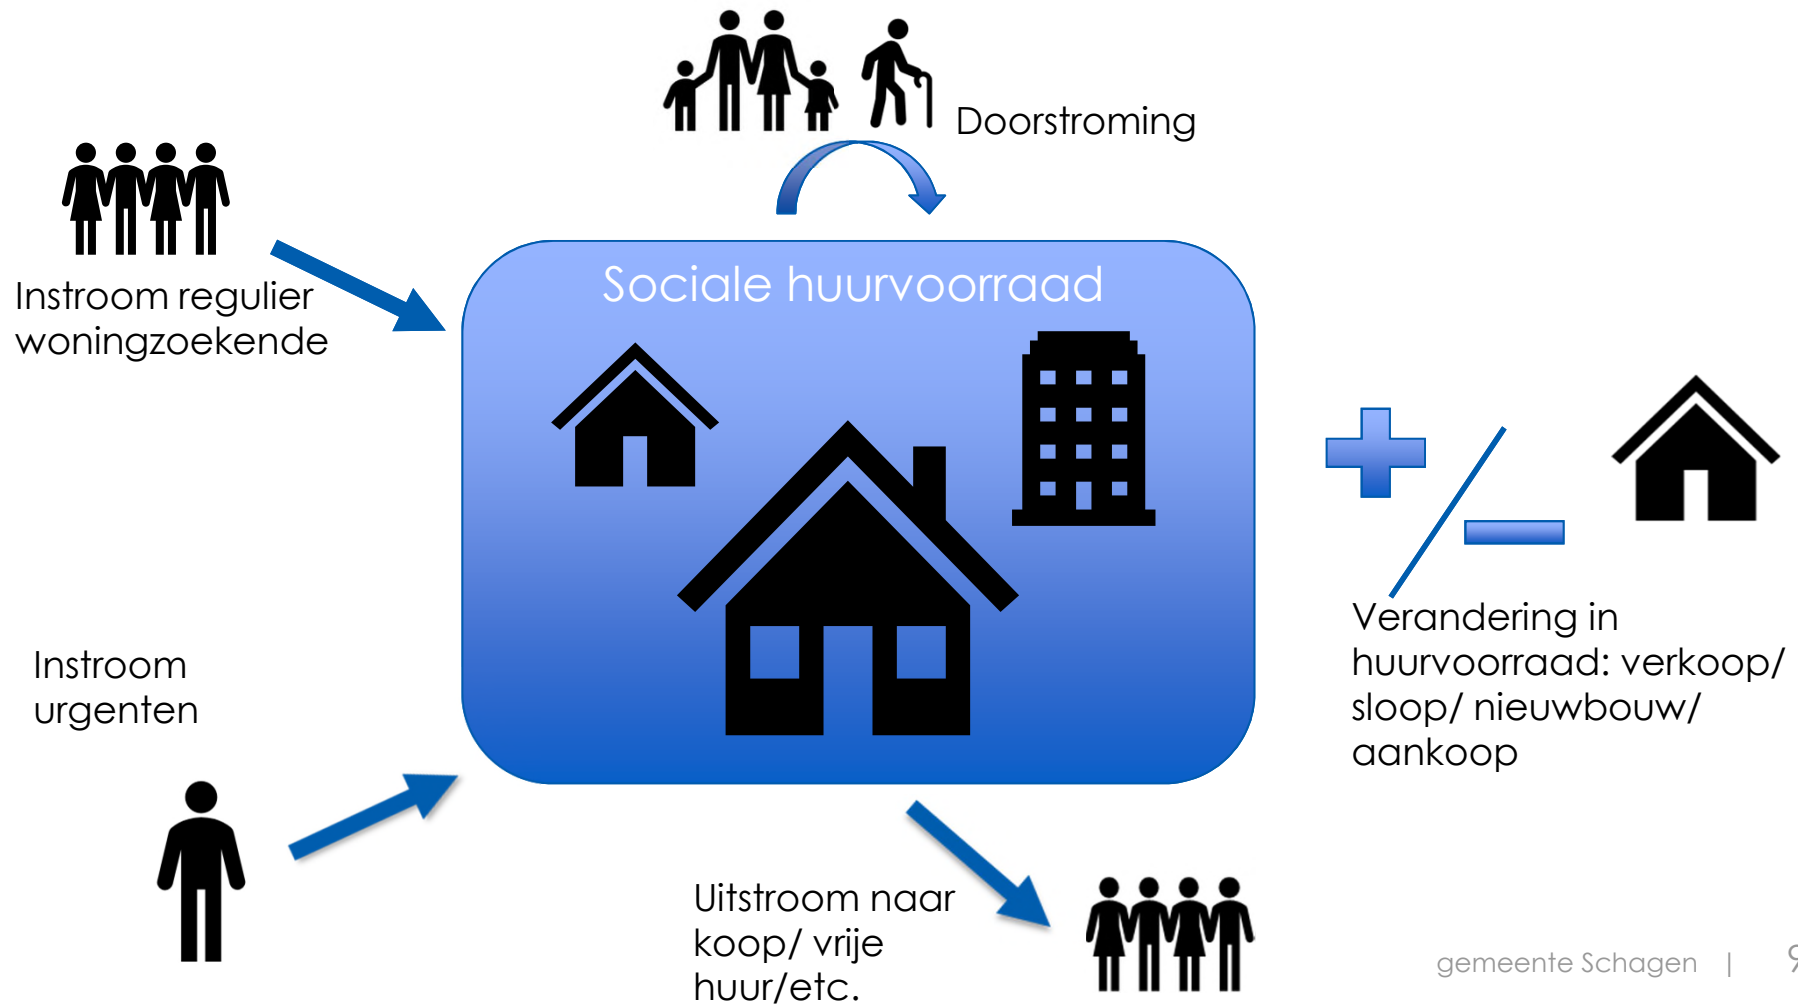 Doorstroming
Instroom regulier
woningzoekende
Sociale huurvoorraad
Verandering in
huurvoorraad: verkoop/
sloop/ nieuwbouw/
aankoop
Instroom
urgenten
Uitstroom naar
koop/ vrije
huur/etc.
gemeente Schagen | 9